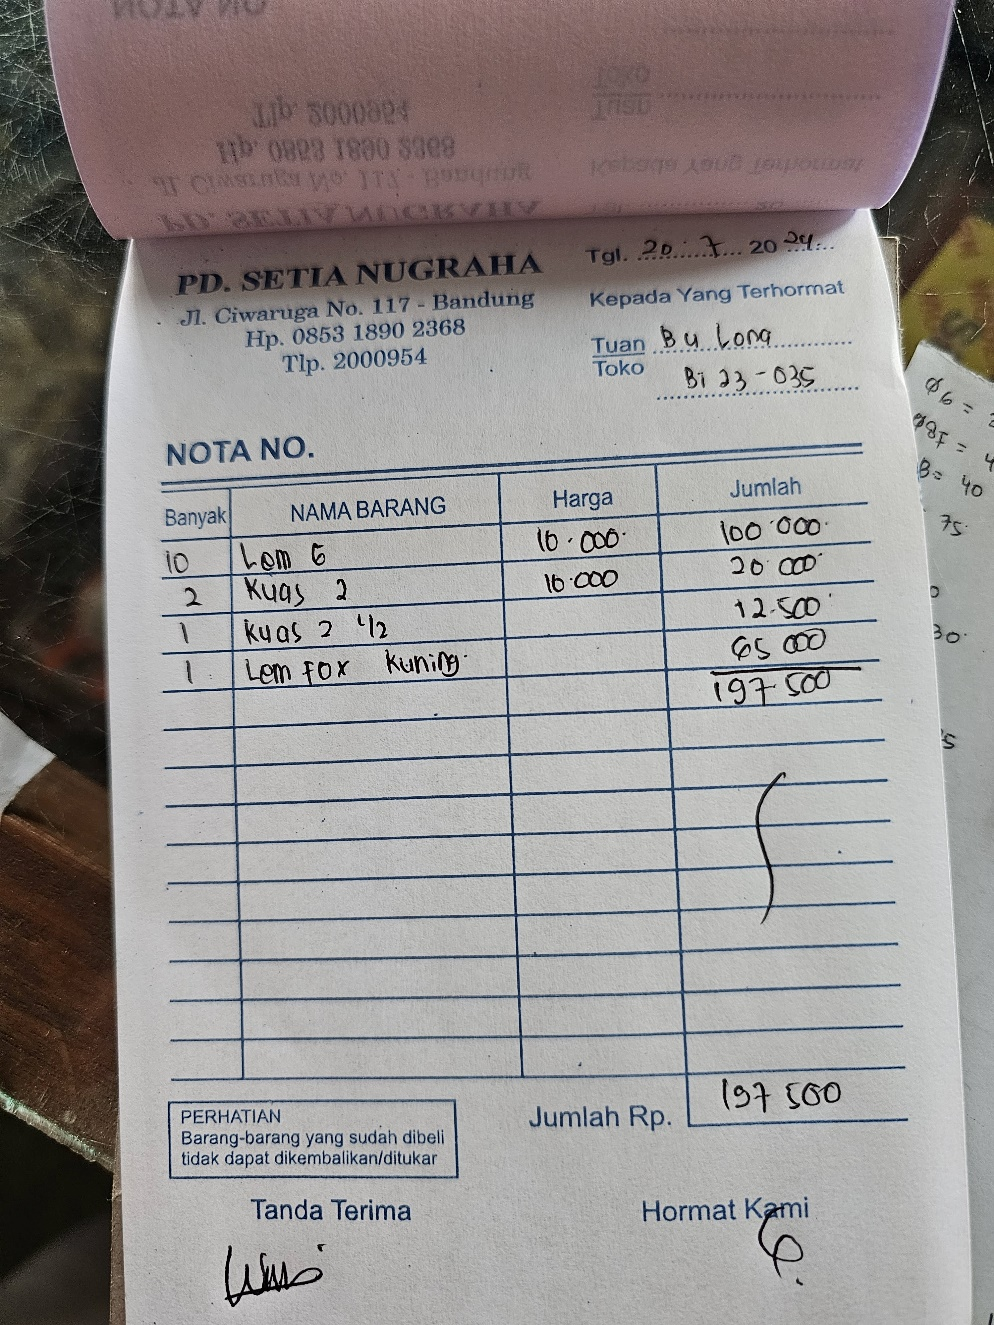 PD. SETIA NUGRAHA
Jl. Ciwaruga No. 117 - Bandung
Hp. 0853 1890 2368
Tlp. 2000954
Tgl. 20 . 7 . 2024
Kepada Yang Terhormat
Tuan Bu Long
Toko Bi 23 - 035
NOTA NO.
Banyak NAMA BARANG Harga Jumlah
10 Lem G 10.000 100.000
2 Kuas 2 10.000 20.000
1 Kuas 2 1/2 12.500
1 Lem Fox Kuning 65 000
197 500
Jumlah Rp. 197 500
PERHATIAN
Barang-barang yang sudah dibeli
tidak dapat dikembalikan/ditukar
Tanda Terima Hormat Kami